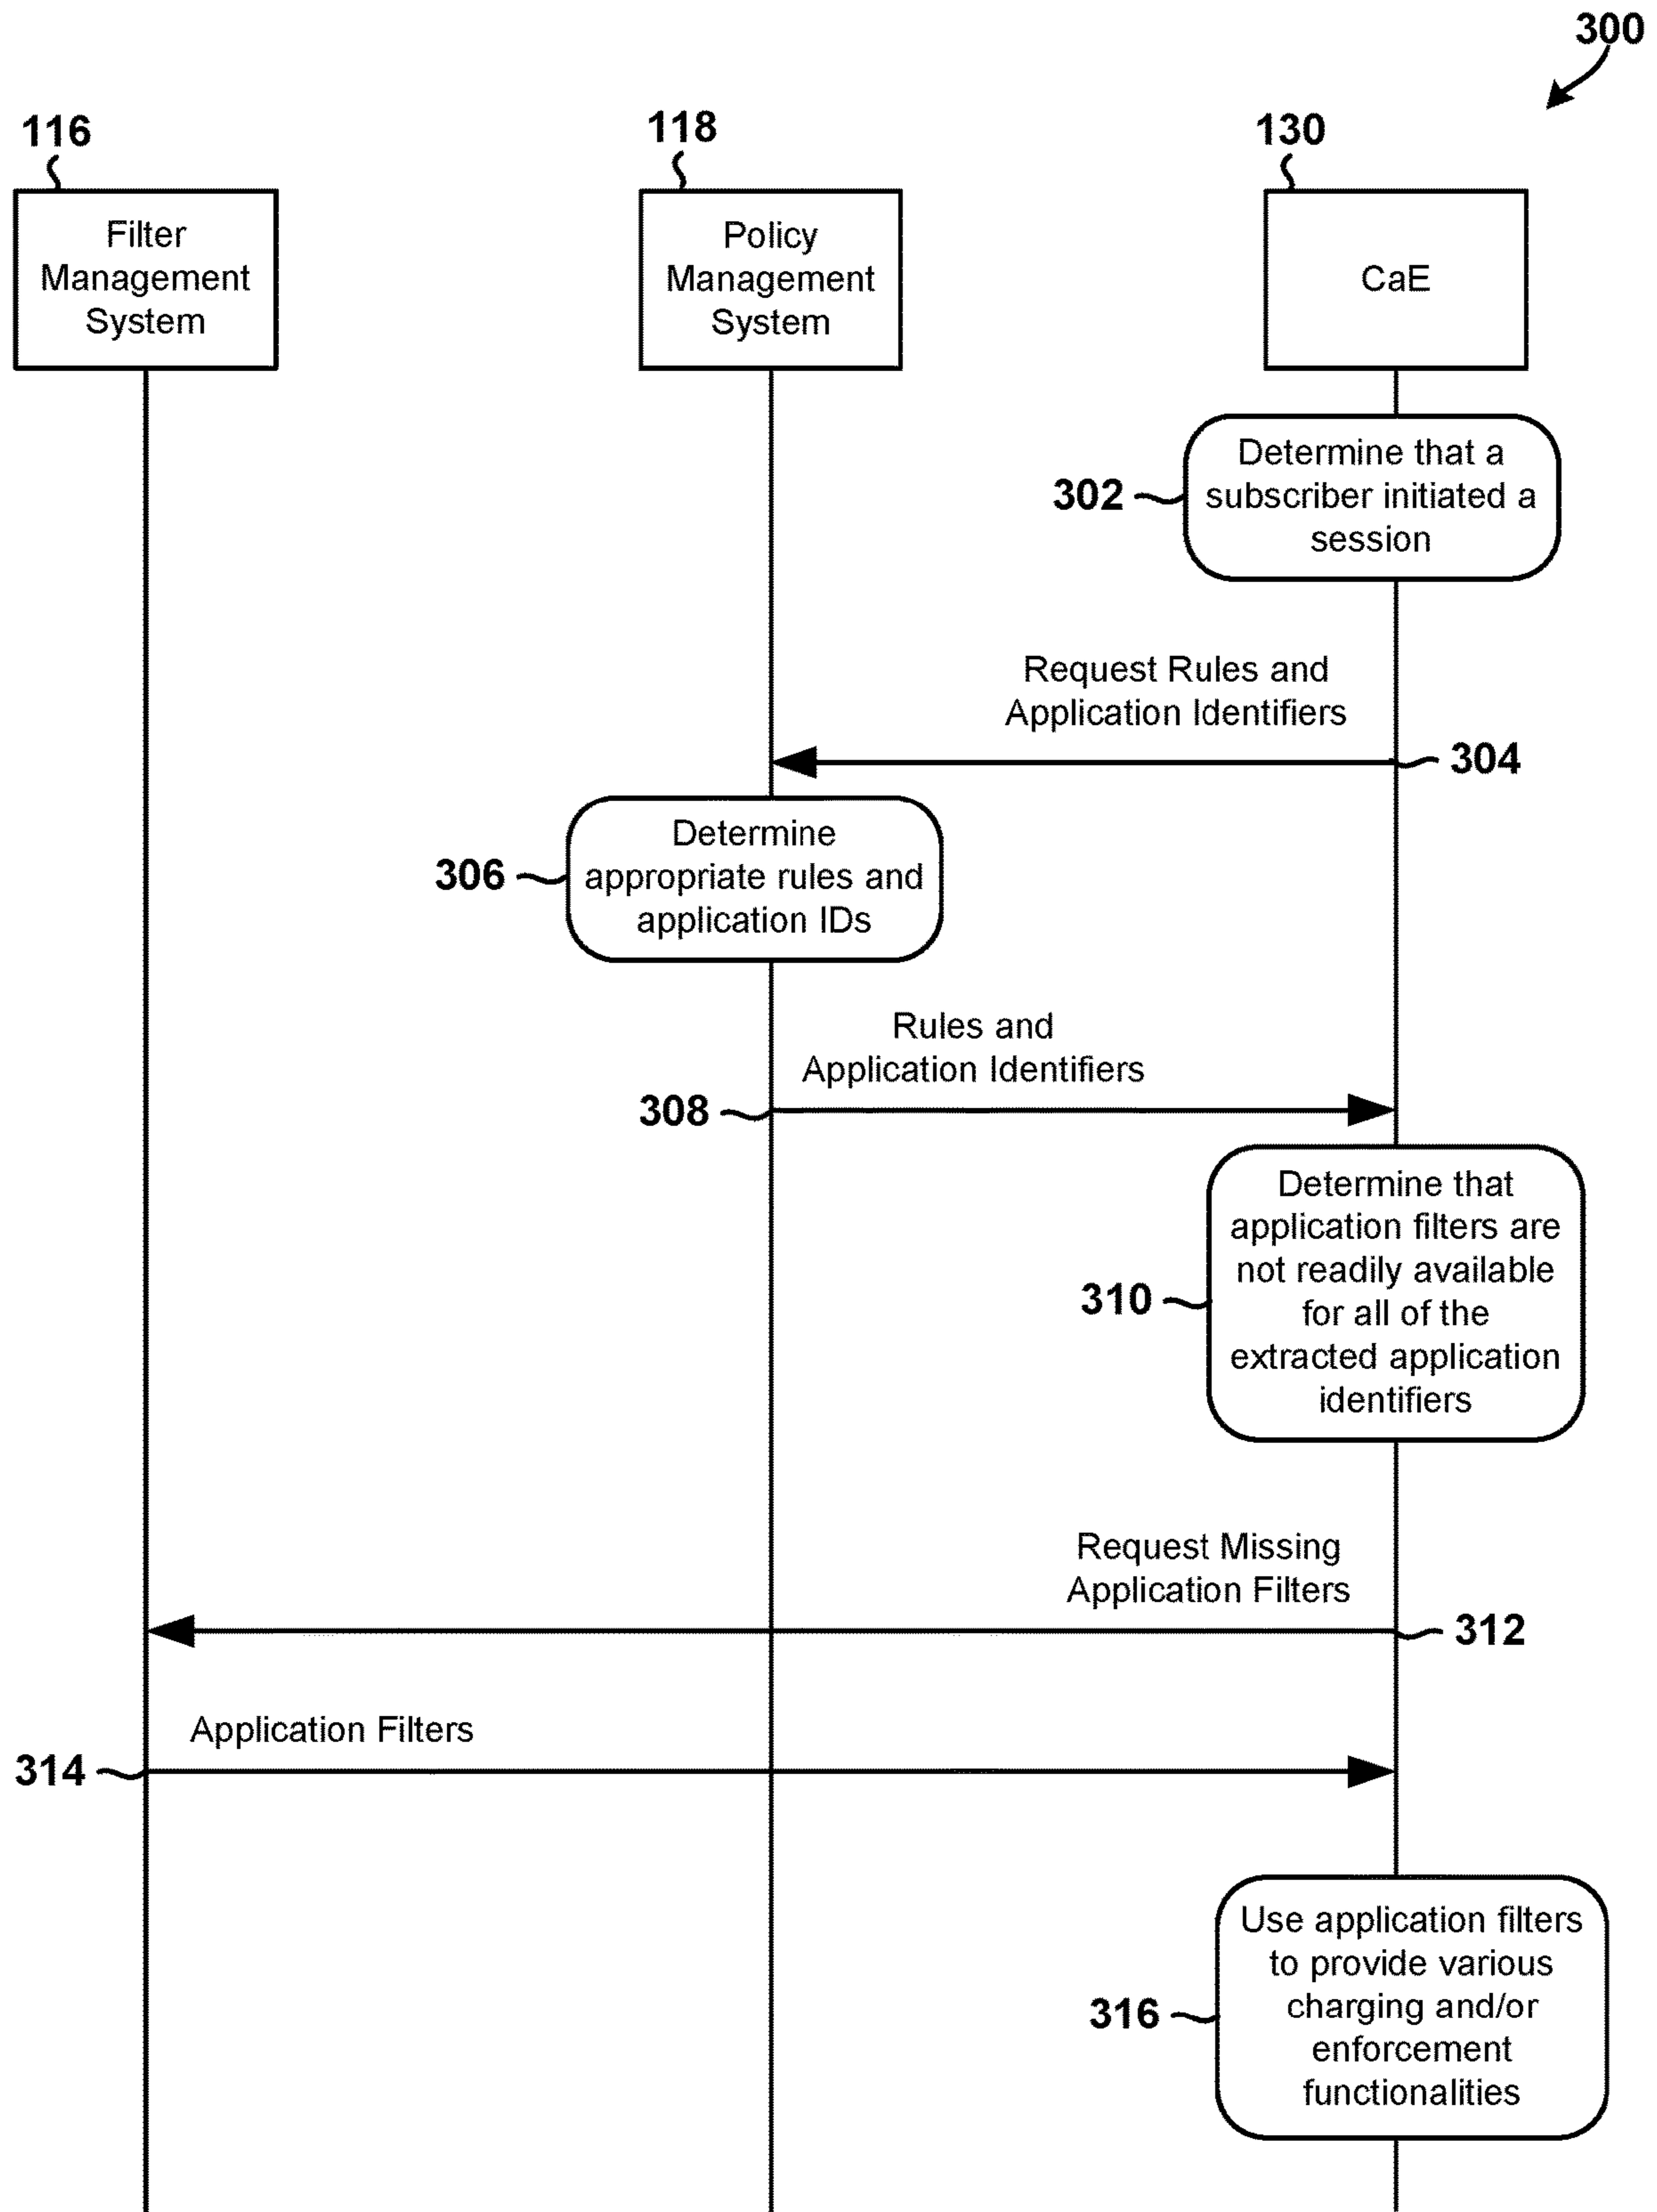 300
116
118
130
Filter
Management
System
Policy
Management
System
CaE
302
Determine that a
subscriber initiated a
session
Request Rules and
Application Identifiers
304
306
Determine
appropriate rules and
application IDs
Rules and
Application Identifiers
308
310
Determine that
application filters are
not readily available
for all of the
extracted application
identifiers
Request Missing
Application Filters
312
Application Filters
314
316
Use application filters
to provide various
charging and/or
enforcement
functionalities